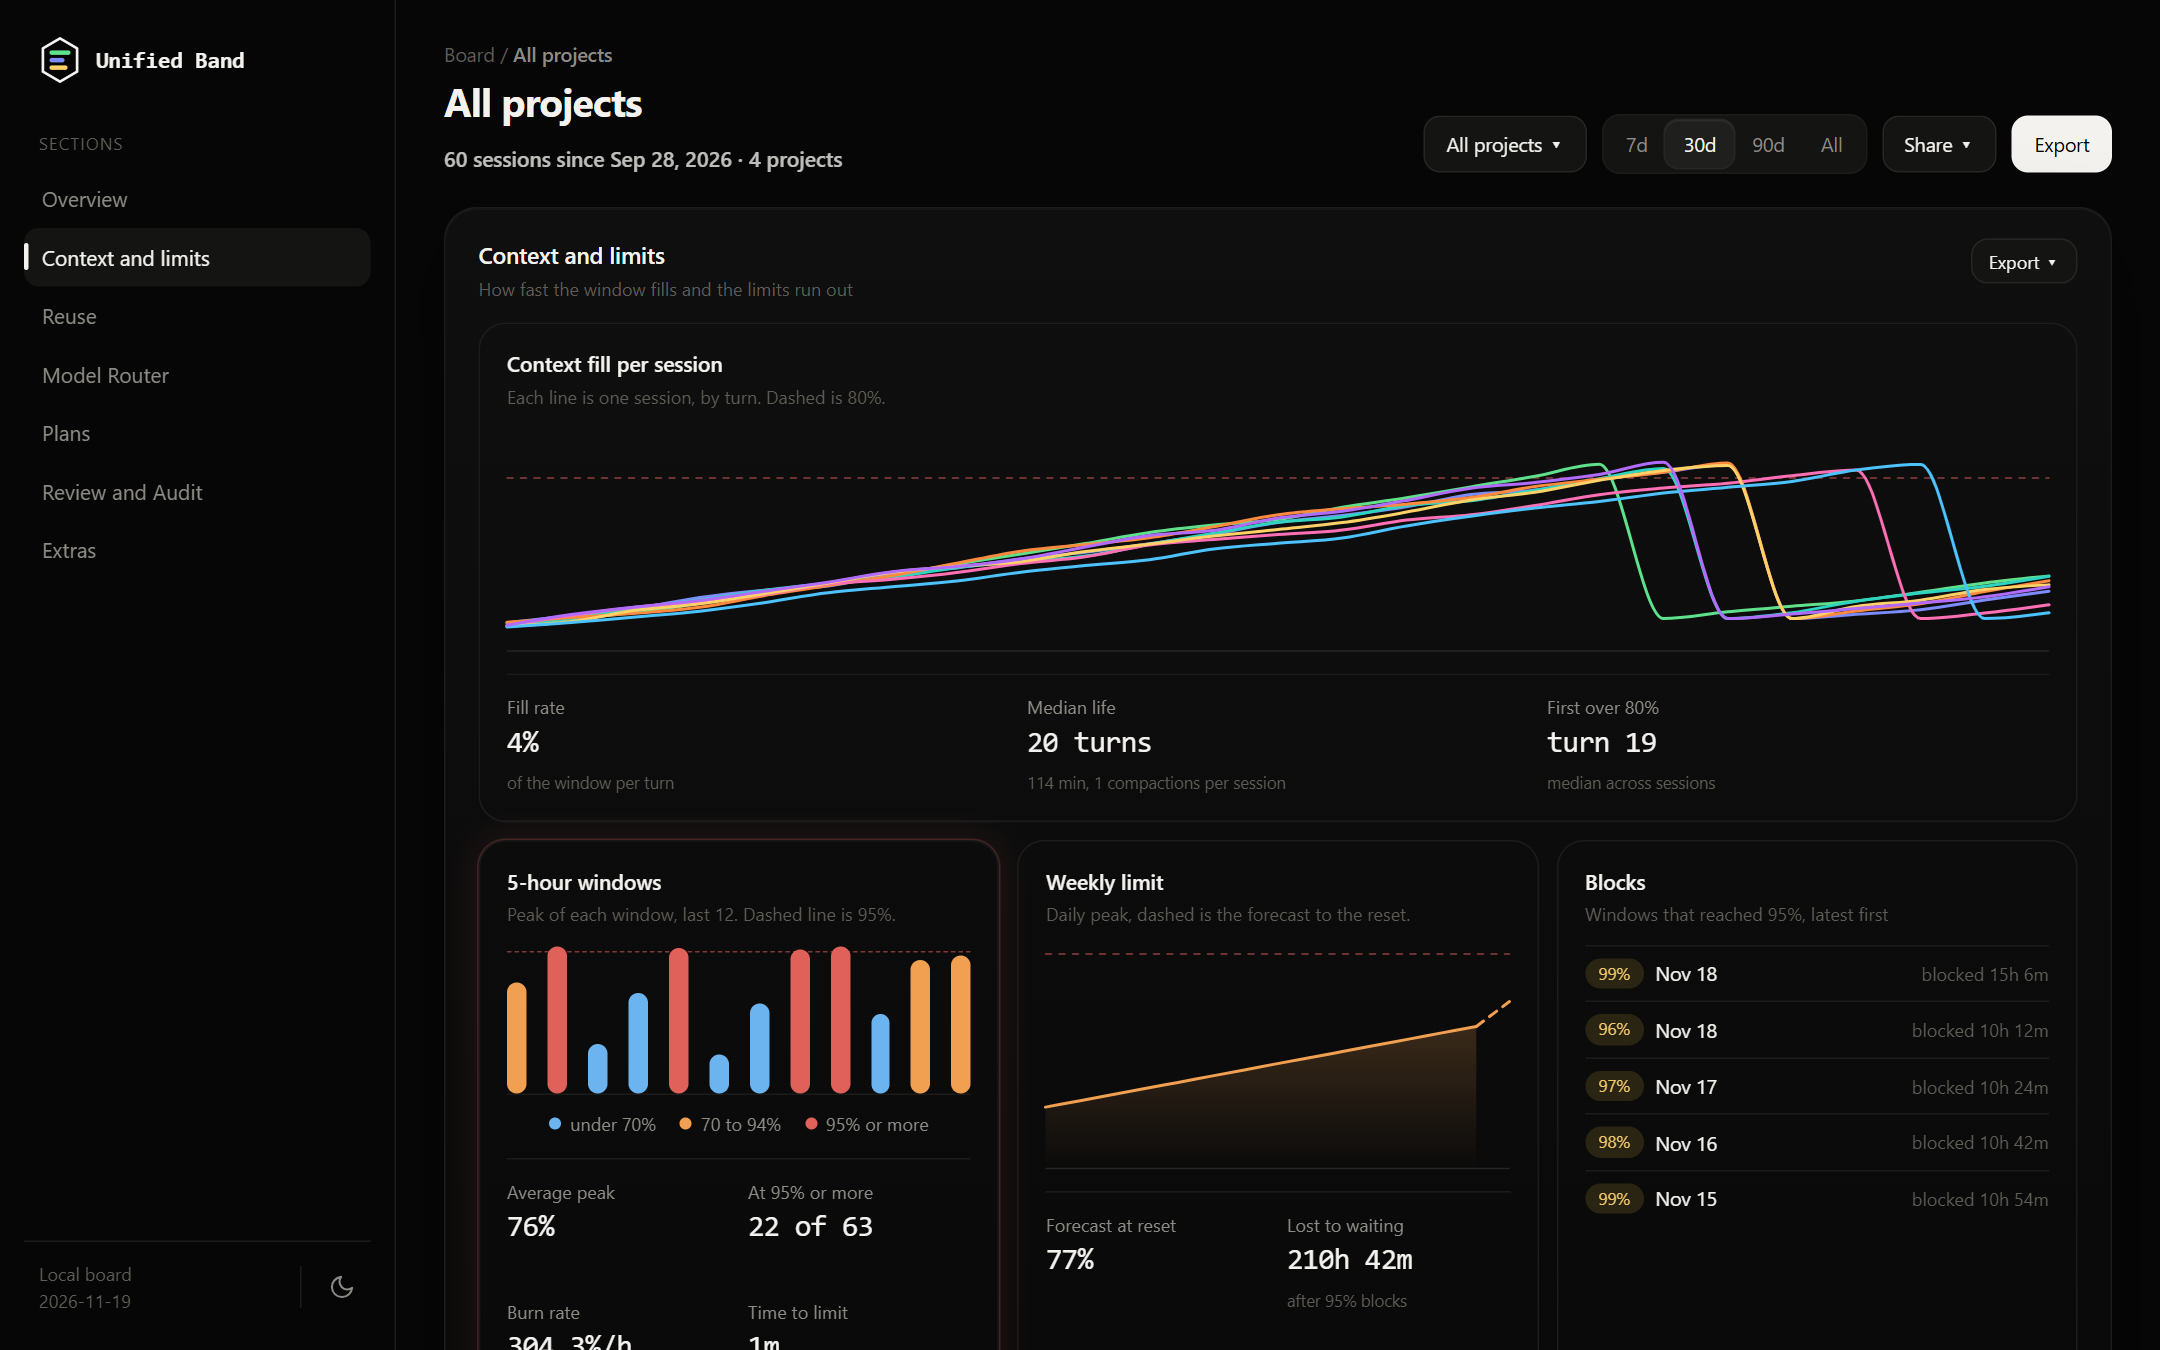 Unified Band
SECTIONS
Overview
Context and limits
Reuse
Model Router
Plans
Review and Audit
Extras
Local board
2026-11-19
Board / All projects
All projects
60 sessions since Sep 28, 2026 · 4 projects
All projects ▾
7d 30d 90d All
Share ▾
Export
Context and limits
How fast the window fills and the limits run out
Export ▾
Context fill per session
Each line is one session, by turn. Dashed is 80%.
Fill rate
4%
of the window per turn
Median life
20 turns
114 min, 1 compactions per session
First over 80%
turn 19
median across sessions
5-hour windows
Peak of each window, last 12. Dashed line is 95%.
under 70% 70 to 94% 95% or more
Average peak
76%
At 95% or more
22 of 63
Burn rate
304.3%/h
Time to limit
1m
Weekly limit
Daily peak, dashed is the forecast to the reset.
Forecast at reset
77%
Lost to waiting
210h 42m
after 95% blocks
Blocks
Windows that reached 95%, latest first
99% Nov 18 blocked 15h 6m
96% Nov 18 blocked 10h 12m
97% Nov 17 blocked 10h 24m
98% Nov 16 blocked 10h 42m
99% Nov 15 blocked 10h 54m